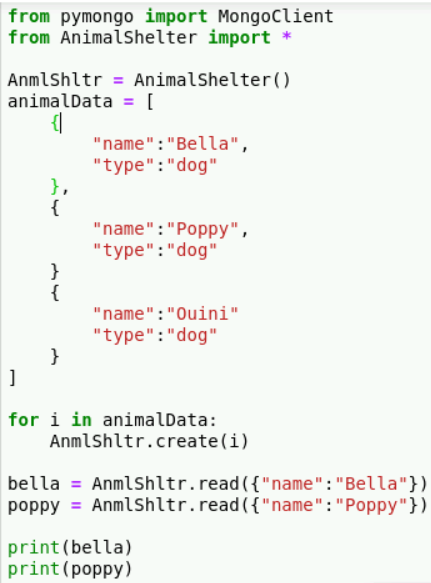 from pymongo import MongoClient
from AnimalShelter import *

AnmlShltr = AnimalShelter()
animalData = [
    {
        "name":"Bella",
        "type":"dog"
    },
    {
        "name":"Poppy",
        "type":"dog"
    }
    {
        "name":"Ouini"
        "type":"dog"
    }
]

for i in animalData:
    AnmlShltr.create(i)

bella = AnmlShltr.read({"name":"Bella"})
poppy = AnmlShltr.read({"name":"Poppy"})

print(bella)
print(poppy)